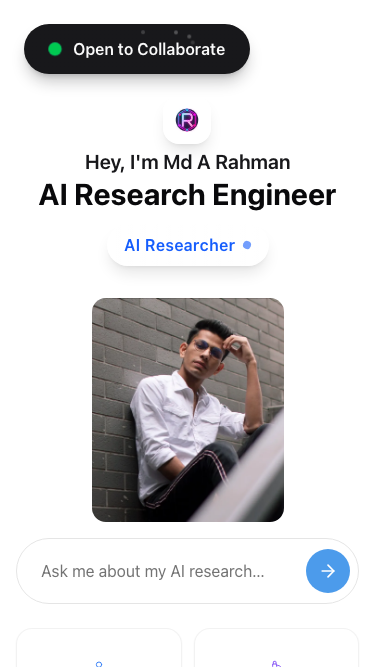 Open to Collaborate
R
Hey, I'm Md A Rahman
AI Research Engineer
AI Researcher
Ask me about my AI research...